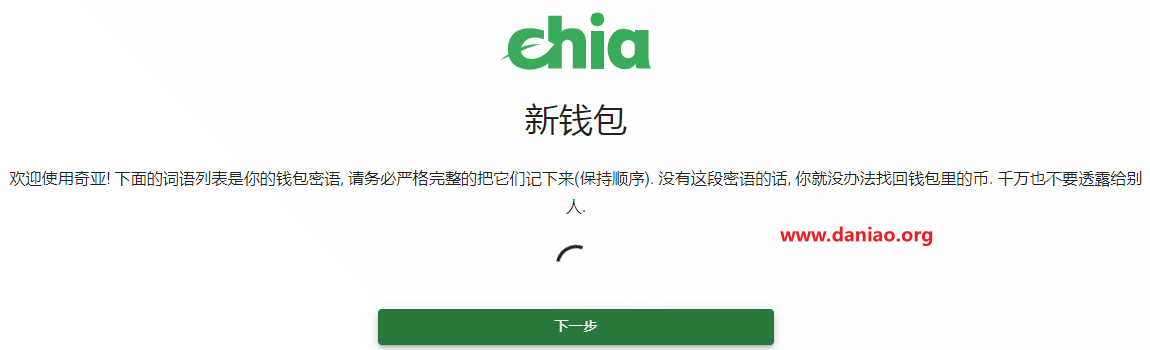 chia
新钱包
欢迎使用奇亚! 下面的词语列表是你的钱包密语, 请务必严格完整的把它们记下来(保持顺序). 没有这段密语的话, 你就没办法找回钱包里的币. 千万也不要透露给别
人.
www.daniao.org
下一步